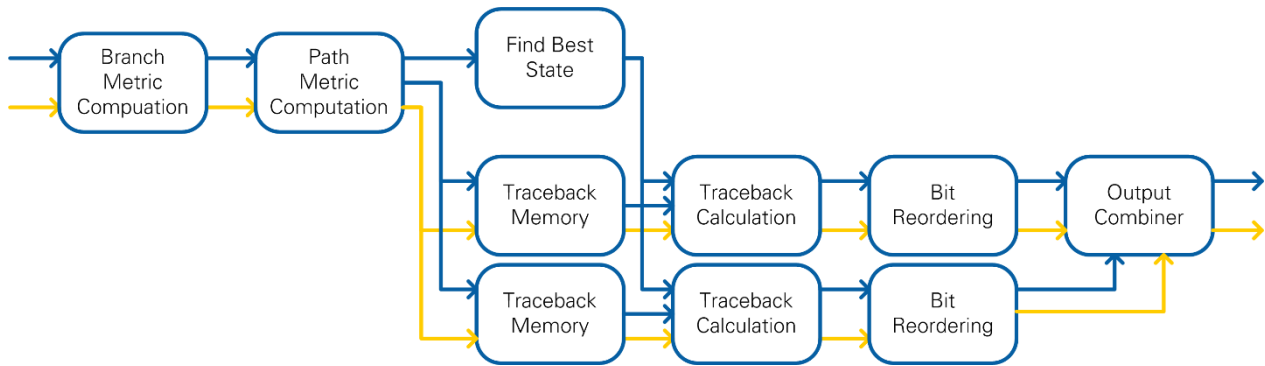 Branch
Metric
Compuation
Path
Metric
Computation
Find Best
State
Traceback
Memory
Traceback
Calculation
Bit
Reordering
Output
Combiner
Traceback
Memory
Traceback
Calculation
Bit
Reordering